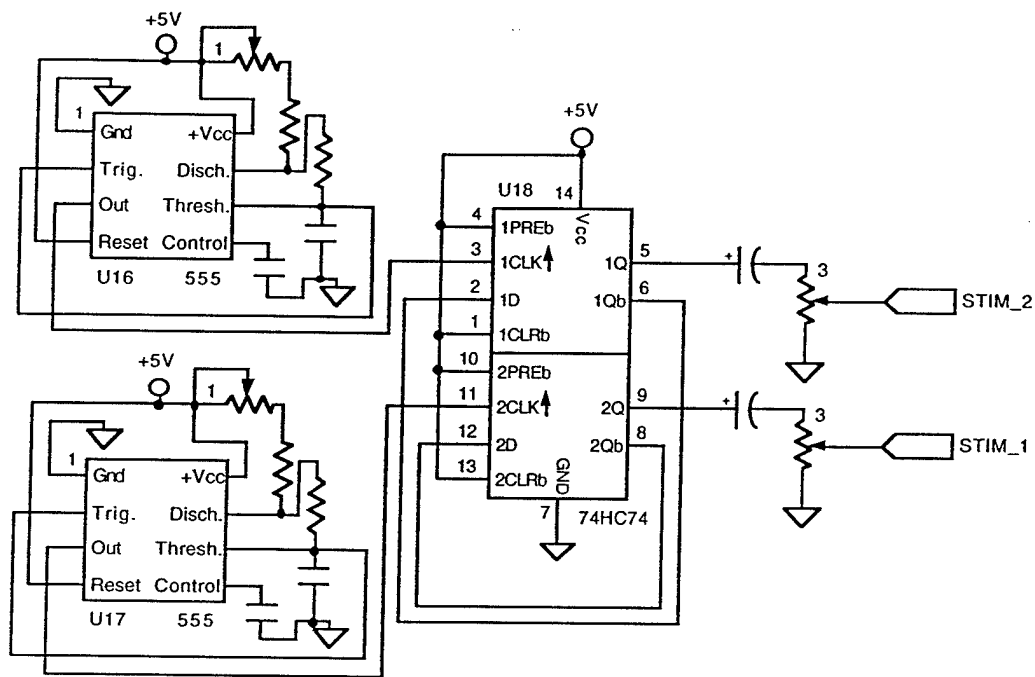 +5V
1
1
Gnd
+Vcc
Trig.
Disch.
Out
Thresh.
Reset
Control
U16
555
+5V
1
1
Gnd
+Vcc
Trig.
Disch.
Out
Thresh.
Reset
Control
U17
555
+5V
U18
14
Vcc
4
1PREb
3
1CLK
1Q
5
2
1D
1Qb
6
1
1CLRb
10
2PREb
11
2CLK
2Q
9
12
2D
2Qb
8
13
2CLRb
GND
7
74HC74
+
3
STIM_2
+
3
STIM_1